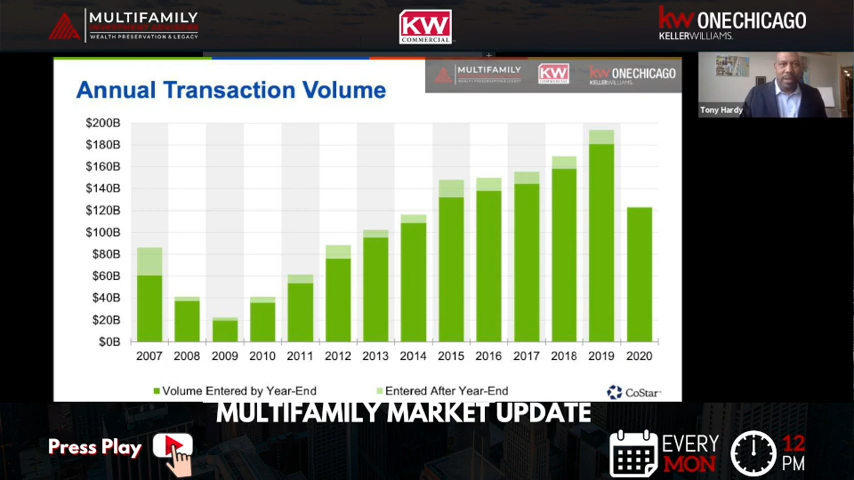 MULTIFAMILY
WEALTH PRESERVATION & LEGACY
KW
COMMERCIAL
kw ONECHICAGO
KELLERWILLIAMS.
MULTIFAMILY
KW
COMMERCIAL
kw ONECHICAGO
KELLERWILLIAMS.
Annual Transaction Volume
Tony Hardy
$200B
$180B
$160B
$140B
$120B
$100B
$80B
$60B
$40B
$20B
$0B
2007 2008 2009 2010 2011 2012 2013 2014 2015 2016 2017 2018 2019 2020
Volume Entered by Year-End Entered After Year-End
CoStar
MULTIFAMILY MARKET UPDATE
Press Play
EVERY
MON
12
PM